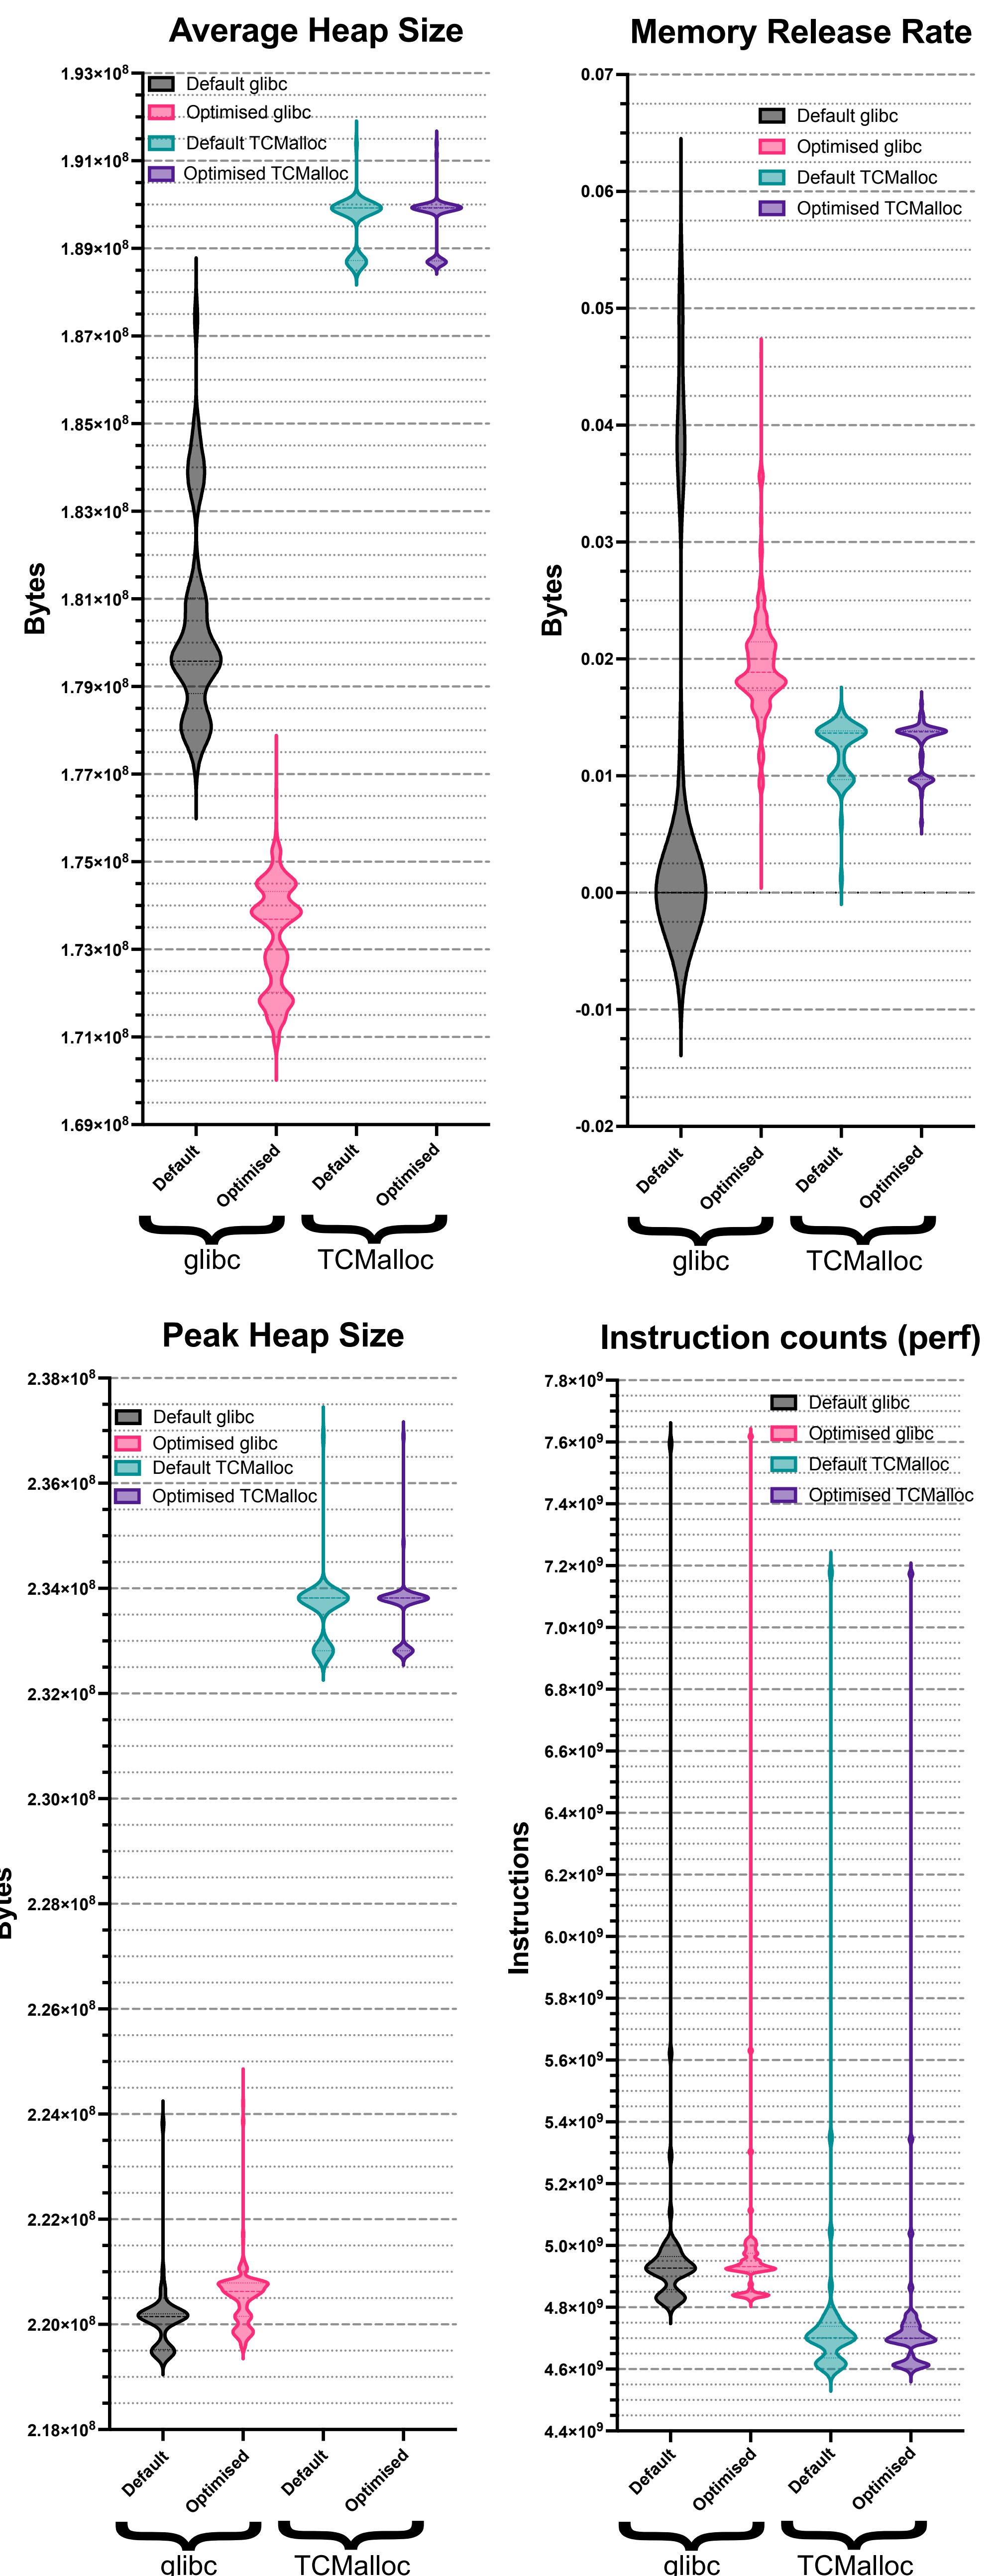 Average Heap Size
1.93×10⁸
1.91×10⁸
1.89×10⁸
1.87×10⁸
1.85×10⁸
1.83×10⁸
1.81×10⁸
1.79×10⁸
1.77×10⁸
1.75×10⁸
1.73×10⁸
1.71×10⁸
1.69×10⁸
Bytes
Default glibc
Optimised glibc
Default TCMalloc
Optimised TCMalloc
Default
Optimised
Default
Optimised
glibc
TCMalloc
Memory Release Rate
0.07
0.06
0.05
0.04
0.03
0.02
0.01
0.00
-0.01
-0.02
Bytes
Default glibc
Optimised glibc
Default TCMalloc
Optimised TCMalloc
Default
Optimised
Default
Optimised
glibc
TCMalloc
Peak Heap Size
2.38×10⁸
2.36×10⁸
2.34×10⁸
2.32×10⁸
2.30×10⁸
2.28×10⁸
2.26×10⁸
2.24×10⁸
2.22×10⁸
2.20×10⁸
2.18×10⁸
Bytes
Default glibc
Optimised glibc
Default TCMalloc
Optimised TCMalloc
Default
Optimised
Default
Optimised
glibc
TCMalloc
Instruction counts (perf)
7.8×10⁹
7.6×10⁹
7.4×10⁹
7.2×10⁹
7.0×10⁹
6.8×10⁹
6.6×10⁹
6.4×10⁹
6.2×10⁹
6.0×10⁹
5.8×10⁹
5.6×10⁹
5.4×10⁹
5.2×10⁹
5.0×10⁹
4.8×10⁹
4.6×10⁹
4.4×10⁹
Instructions
Default glibc
Optimised glibc
Default TCMalloc
Optimised TCMalloc
Default
Optimised
Default
Optimised
glibc
TCMalloc